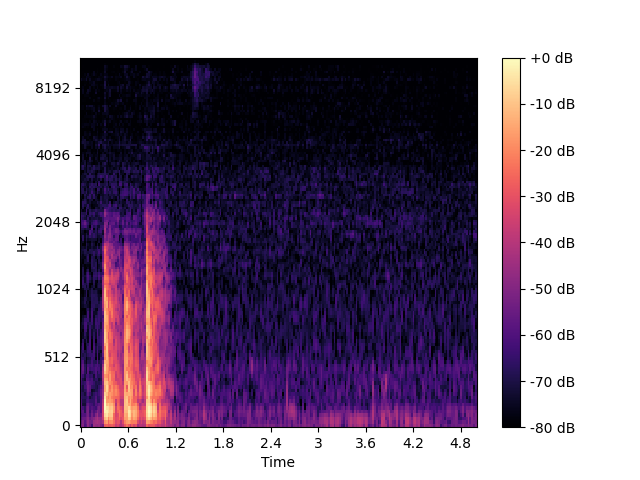 8192
4096
2048
1024
512
0
Hz
0 0.6 1.2 1.8 2.4 3 3.6 4.2 4.8
Time
+0 dB
-10 dB
-20 dB
-30 dB
-40 dB
-50 dB
-60 dB
-70 dB
-80 dB